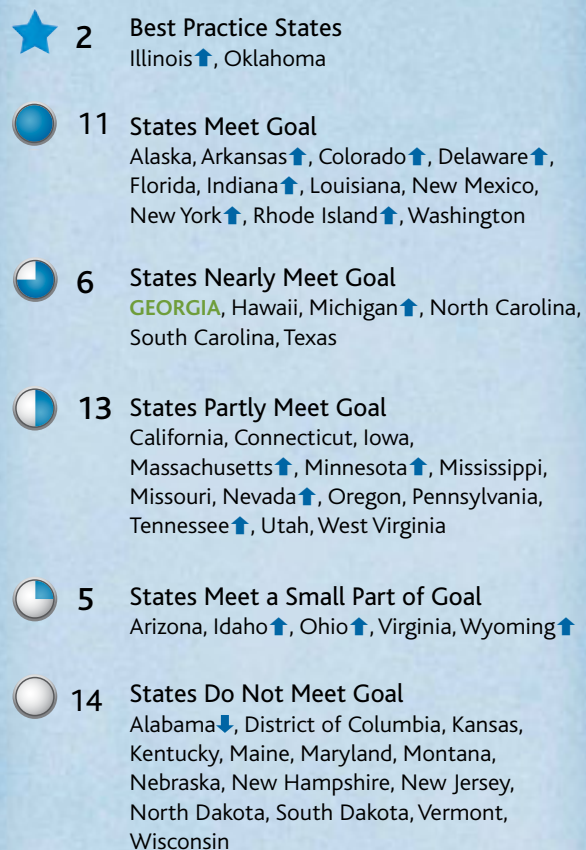 2 Best Practice States
Illinois⬆, Oklahoma
11 States Meet Goal
Alaska, Arkansas⬆, Colorado⬆, Delaware⬆,
Florida, Indiana⬆, Louisiana, New Mexico,
New York⬆, Rhode Island⬆, Washington
6 States Nearly Meet Goal
GEORGIA, Hawaii, Michigan⬆, North Carolina,
South Carolina, Texas
13 States Partly Meet Goal
California, Connecticut, Iowa,
Massachusetts⬆, Minnesota⬆, Mississippi,
Missouri, Nevada⬆, Oregon, Pennsylvania,
Tennessee⬆, Utah, West Virginia
5 States Meet a Small Part of Goal
Arizona, Idaho⬆, Ohio⬆, Virginia, Wyoming⬆
14 States Do Not Meet Goal
Alabama⬇, District of Columbia, Kansas,
Kentucky, Maine, Maryland, Montana,
Nebraska, New Hampshire, New Jersey,
North Dakota, South Dakota, Vermont,
Wisconsin